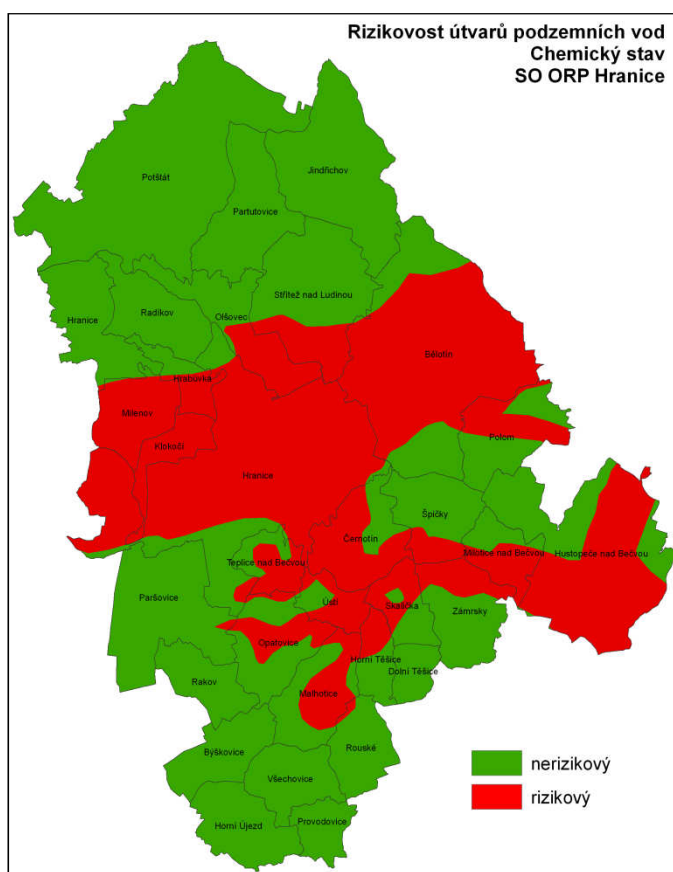 Rizikovost útvarů podzemních vod
Chemický stav
SO ORP Hranice
Jindřichov
Potštát
Partutovice
Střítež nad Ludinou
Hranice
Radíkov
Olšovec
Bělotín
Hrabůvka
Milenov
Klokočí
Polom
Hranice
Špičky
Černotín
Milotice nad Bečvou
Hustopeče nad Bečvou
Teplice nad Bečvou
Paršovice
Ústí
Skalička
Zámrsky
Opatovice
Horní Těšice
Dolní Těšice
Rakov
Malhotice
Rouské
Býškovice
Všechovice
Horní Újezd
Provodovice
nerizikový
rizikový